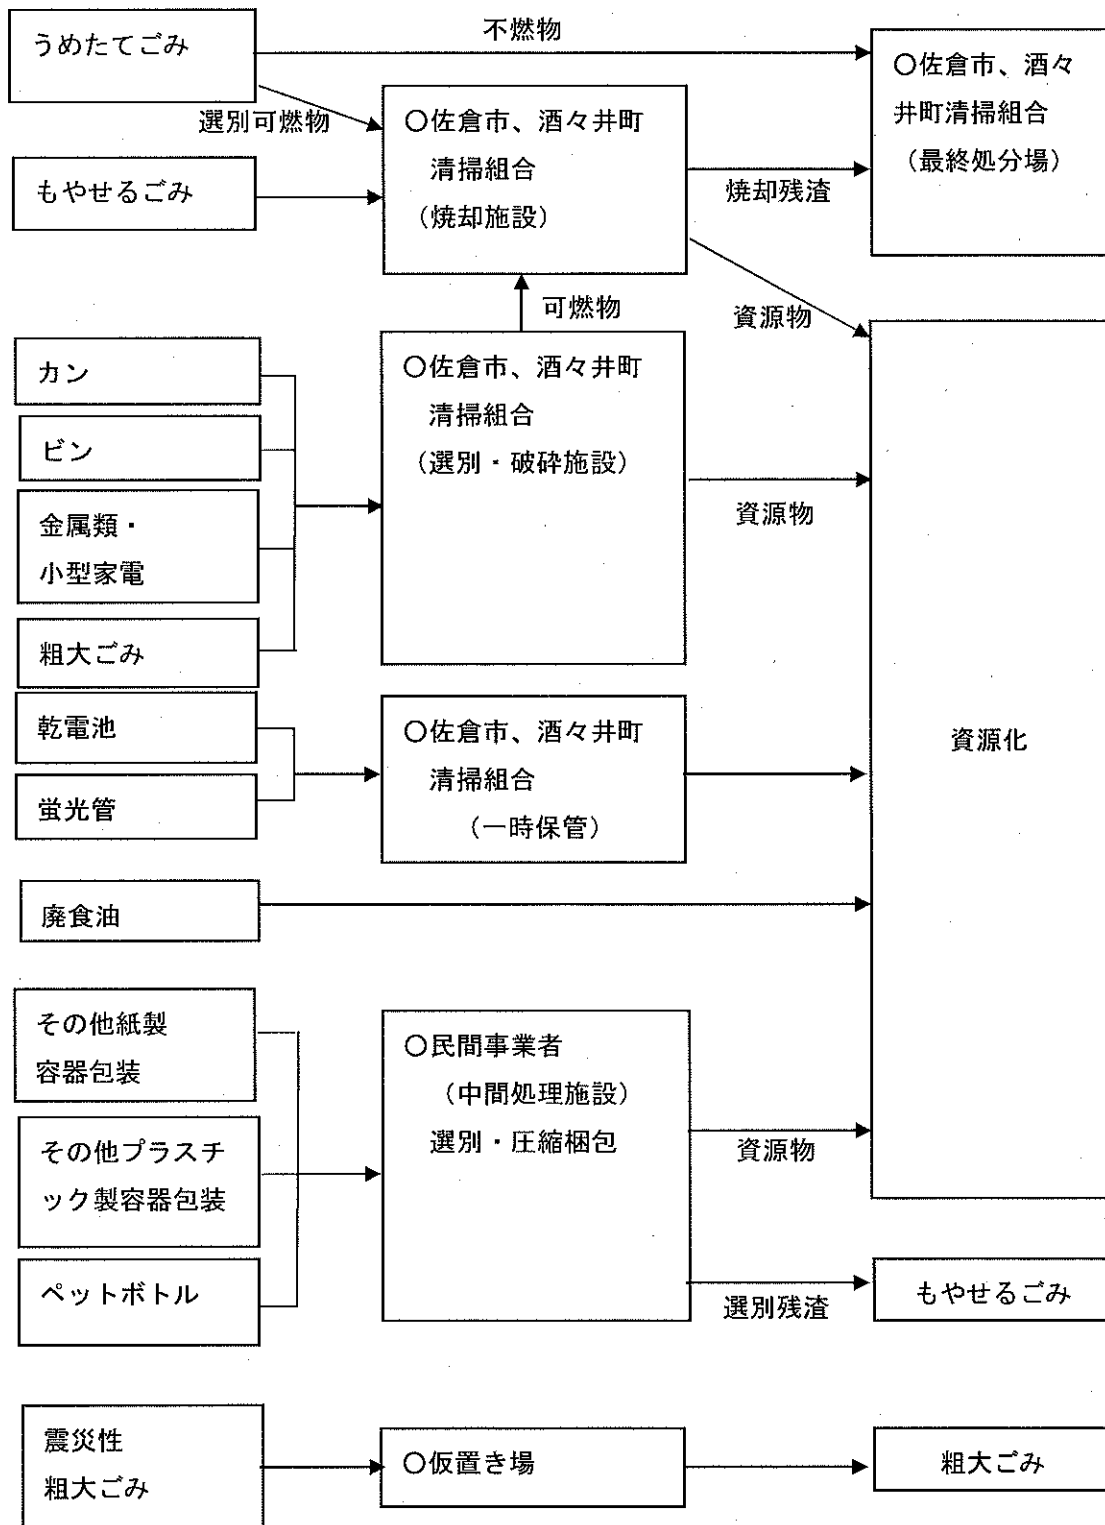 うめたてごみ
不燃物
〇佐倉市、酒々
井町清掃組合
（最終処分場）
選別可燃物
〇佐倉市、酒々井町
清掃組合
（焼却施設）
もやせるごみ
焼却残渣
資源物
可燃物
カン
ビン
金属類・
小型家電
粗大ごみ
〇佐倉市、酒々井町
清掃組合
（選別・破砕施設）
資源物
乾電池
蛍光管
〇佐倉市、酒々井町
清掃組合
（一時保管）
資源化
廃食油
その他紙製
容器包装
その他プラスチ
ック製容器包装
ペットボトル
〇民間事業者
（中間処理施設）
選別・圧縮梱包
資源物
選別残渣
もやせるごみ
震災性
粗大ごみ
〇仮置き場
粗大ごみ